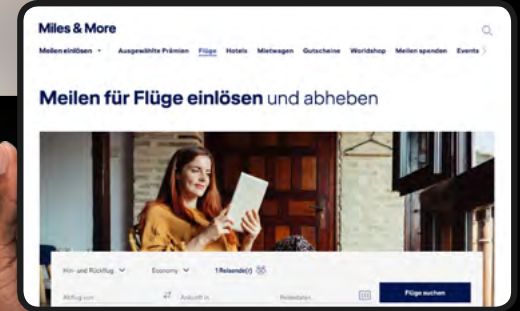 Miles & More
Meilen einlösen Ausgewählte Prämien Flüge Hotels Mietwagen Gutscheine Worldshop Meilen spenden Events
Meilen für Flüge einlösen und abheben
Hin- und Rückflug Economy 1 Reisende(r)
Abflug von Ankunft in Reisedaten Flüge suchen